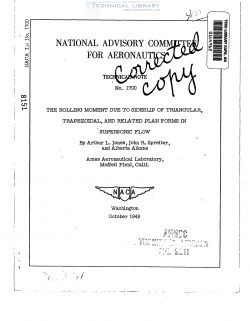 TECHNICAL LIBRARY
NACA TN No. 1700
8151
NATIONAL ADVISORY COMMITTEE
FOR AERONAUTICS
Corrected
copy
TECHNICAL NOTE
No. 1700
THE ROLLING MOMENT DUE TO SIDESLIP OF TRIANGULAR,
TRAPEZOIDAL, AND RELATED PLAN FORMS IN
SUPERSONIC FLOW
By Arthur L. Jones, John R. Spreiter,
and Alberta Alksne
Ames Aeronautical Laboratory,
Moffett Field, Calif.
NACA
Washington
October 1948